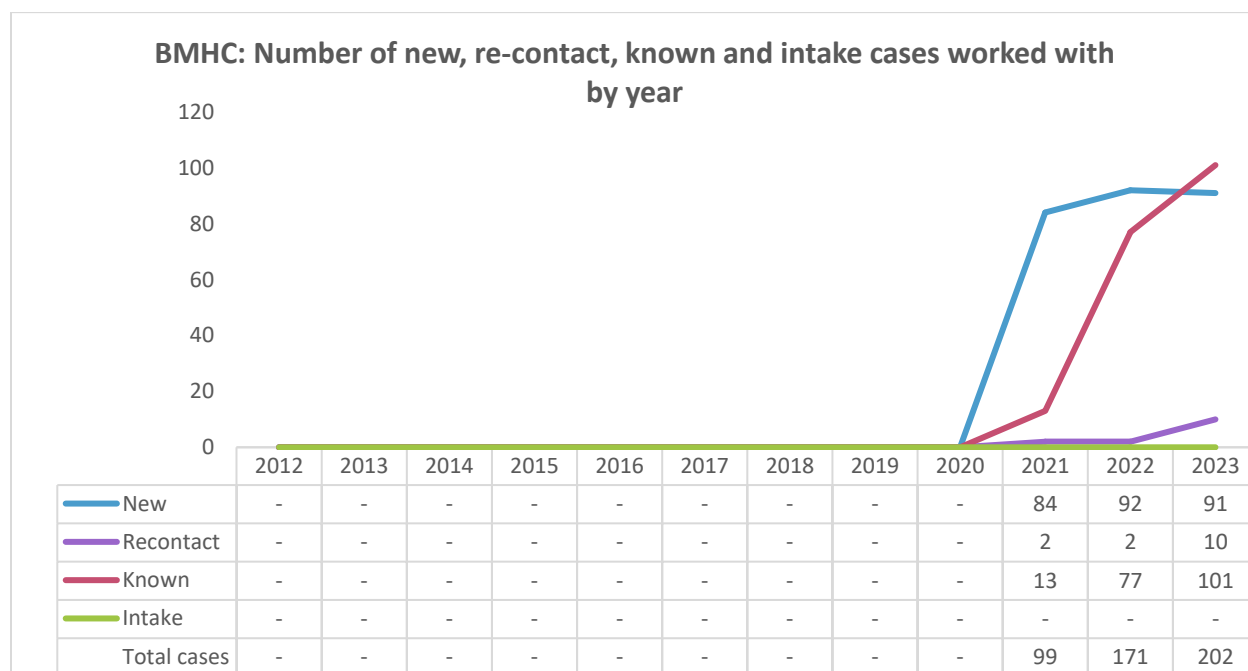 BMHC: Number of new, re-contact, known and intake cases worked with
by year
120
100
80
60
40
20
0
2012 2013 2014 2015 2016 2017 2018 2019 2020 2021 2022 2023
New - - - - - - - - - 84 92 91
Recontact - - - - - - - - - 2 2 10
Known - - - - - - - - - 13 77 101
Intake - - - - - - - - - - - -
Total cases - - - - - - - - - 99 171 202